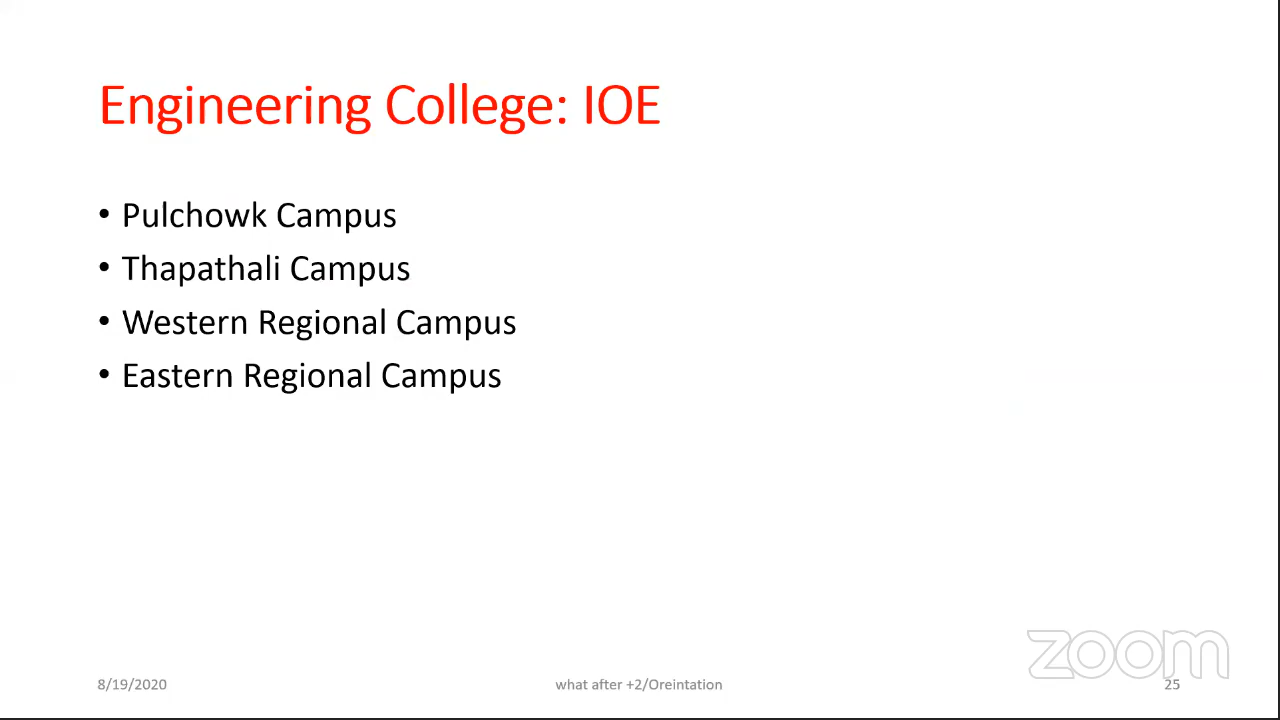 Engineering College: IOE
• Pulchowk Campus
• Thapathali Campus
• Western Regional Campus
• Eastern Regional Campus
zoom
8/19/2020
what after +2/Oreintation
25